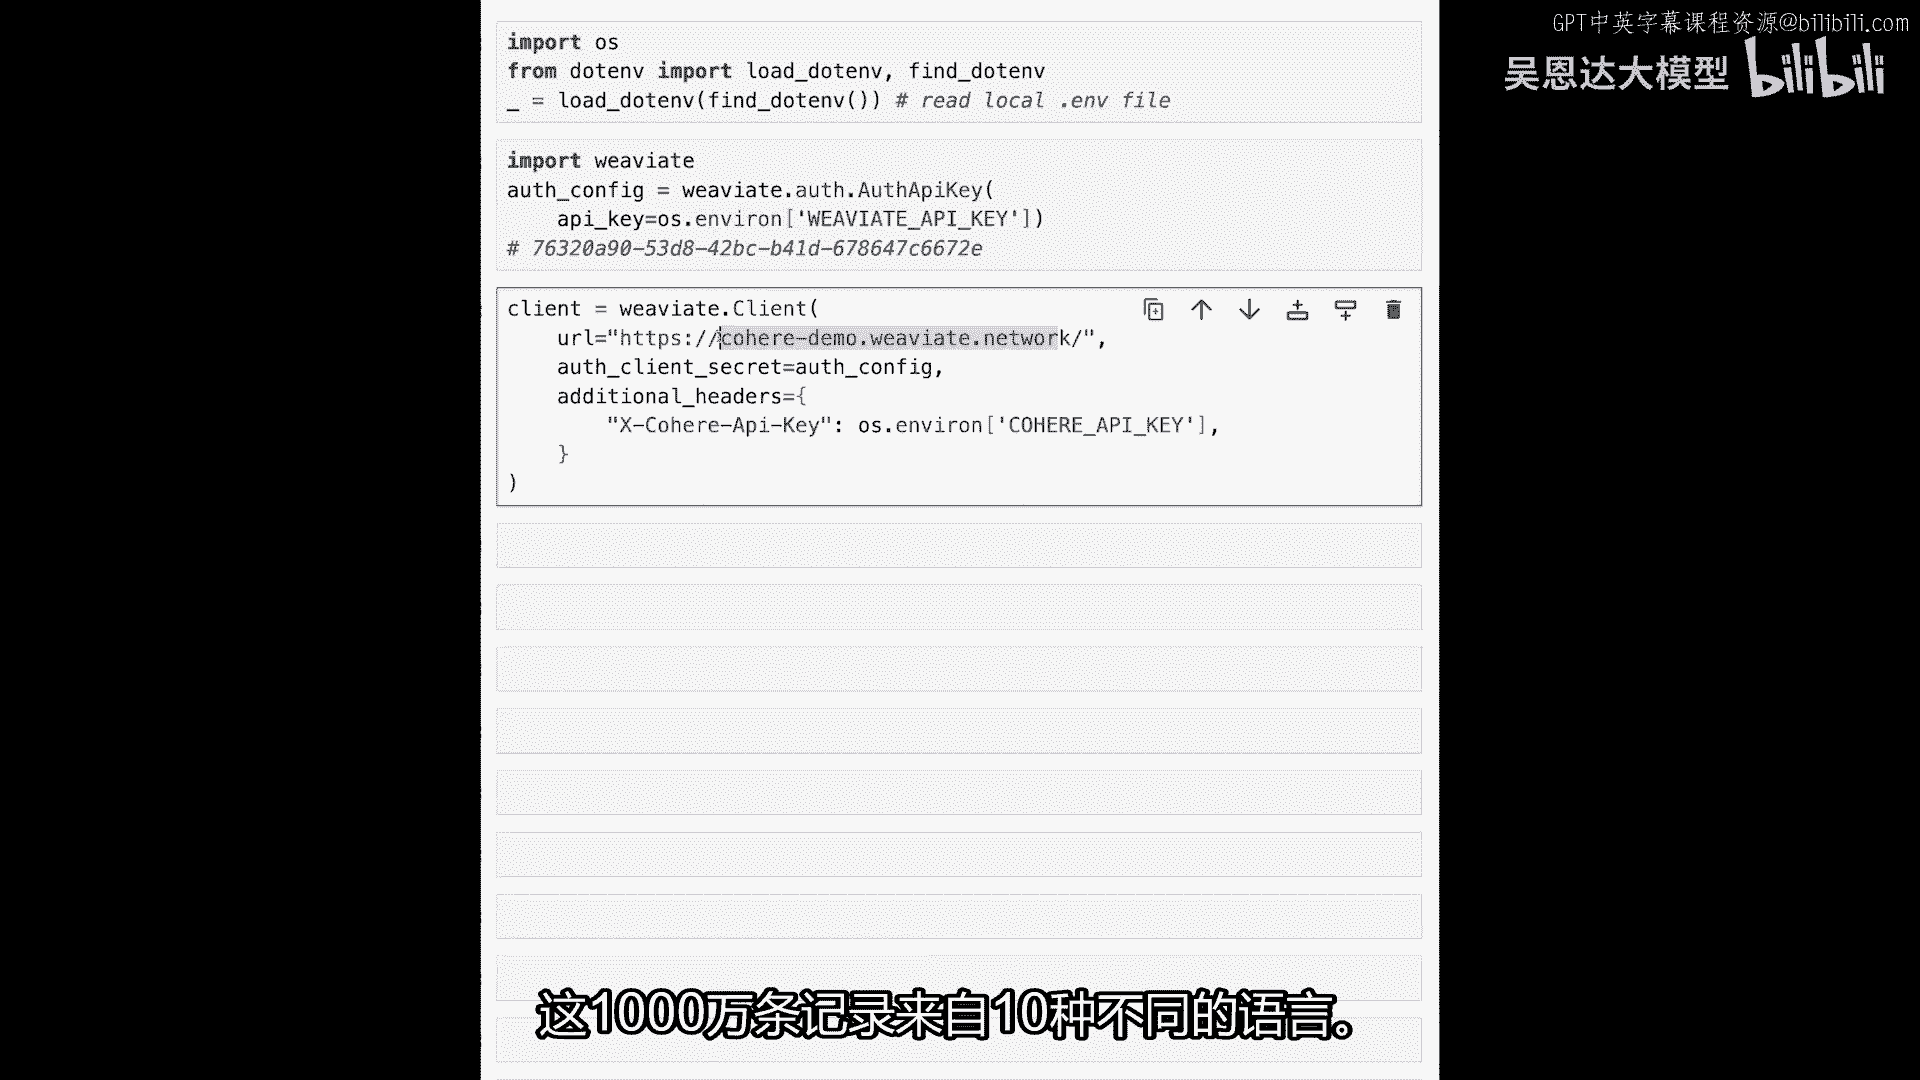 GPT中英字幕课程资源@bilibili.com
吴恩达大模型 bilibili
import os
from dotenv import load_dotenv, find_dotenv
_ = load_dotenv(find_dotenv()) # read local .env file
import weaviate
auth_config = weaviate.auth.AuthApiKey(
    api_key=os.environ['WEAVIATE_API_KEY'])
# 76320a90-53d8-42bc-b41d-678647c6672e
client = weaviate.Client(
    url="https://cohere-demo.weaviate.network/",
    auth_client_secret=auth_config,
    additional_headers={
        "X-Cohere-Api-Key": os.environ['COHERE_API_KEY'],
    }
)
这1000万条记录来自10种不同的语言。